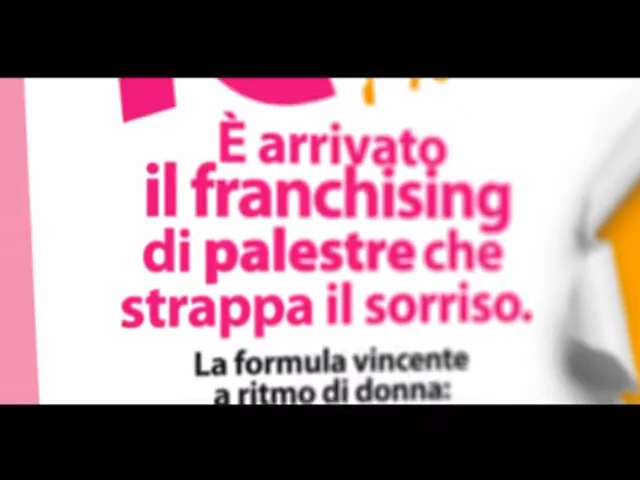 È arrivato
il franchising
di palestre che
strappa il sorriso.
La formula vincente
a ritmo di donna: